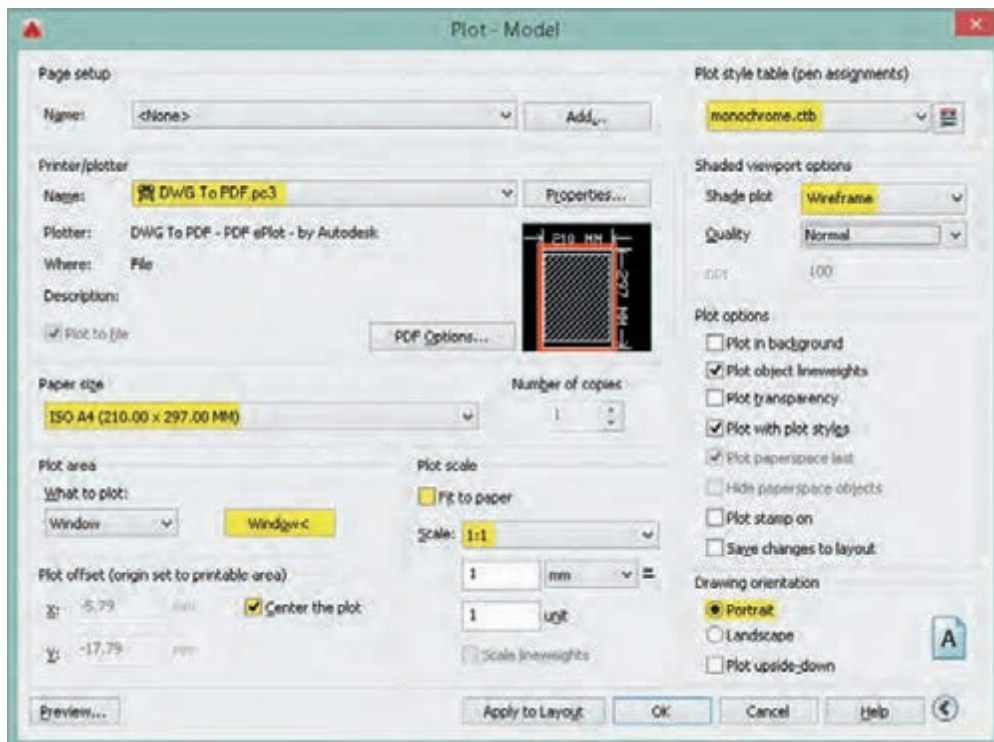 Plot - Model
Page setup
Name: <None> Add...
Printer/plotter
Name: DWG To PDF.pc3 Properties...
Plotter: DWG To PDF - PDF ePlot - by Autodesk
Where: File
Description:
Plot to file
PDF Options...
210 MM
297 MM
Paper size
ISO A4 (210.00 x 297.00 MM)
Number of copies
1
Plot area
What to plot:
Window Window<
Plot scale
Fit to paper
Scale: 1:1
1 mm =
1 unit
Scale lineweights
Plot offset (origin set to printable area)
X: -5.79 mm Center the plot
Y: -17.79 mm
Plot style table (pen assignments)
monochrome.ctb
Shaded viewport options
Shade plot Wireframe
Quality Normal
DPI 100
Plot options
Plot in background
Plot object lineweights
Plot transparency
Plot with plot styles
Plot paperspace last
Hide paperspace objects
Plot stamp on
Save changes to layout
Drawing orientation
Portrait
Landscape
Plot upside-down
A
Preview... Apply to Layout OK Cancel Help